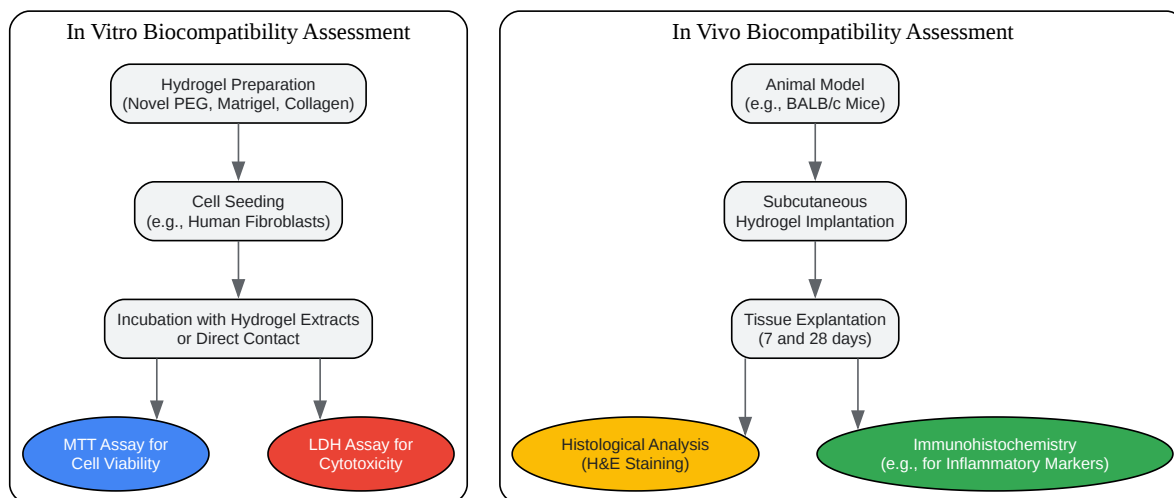 In Vitro Biocompatibility Assessment
Hydrogel Preparation
(Novel PEG, Matrigel, Collagen)
Cell Seeding
(e.g., Human Fibroblasts)
Incubation with Hydrogel Extracts
or Direct Contact
MTT Assay for
Cell Viability
LDH Assay for
Cytotoxicity
In Vivo Biocompatibility Assessment
Animal Model
(e.g., BALB/c Mice)
Subcutaneous
Hydrogel Implantation
Tissue Explantation
(7 and 28 days)
Histological Analysis
(H&E Staining)
Immunohistochemistry
(e.g., for Inflammatory Markers)